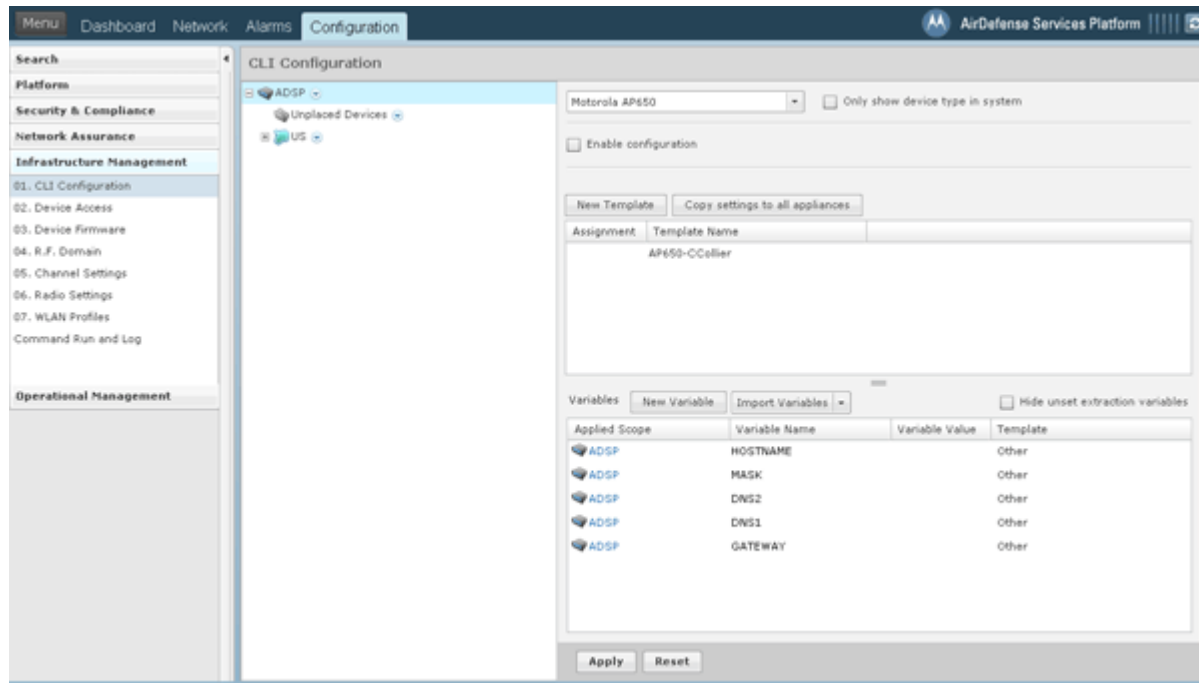 Menu Dashboard Network Alarms Configuration AirDefense Services Platform
Search
Platform
Security & Compliance
Network Assurance
Infrastructure Management
01. CLI Configuration
02. Device Access
03. Device Firmware
04. R.F. Domain
05. Channel Settings
06. Radio Settings
07. WLAN Profiles
Command Run and Log
Operational Management
CLI Configuration
ADSP
Unplaced Devices
US
Motorola AP650 Only show device type in system
Enable configuration
New Template Copy settings to all appliances
Assignment Template Name
AP650-CCollier
Variables New Variable Import Variables Hide unset extraction variables
Applied Scope Variable Name Variable Value Template
ADSP HOSTNAME Other
ADSP MASK Other
ADSP DNS2 Other
ADSP DNS1 Other
ADSP GATEWAY Other
Apply Reset